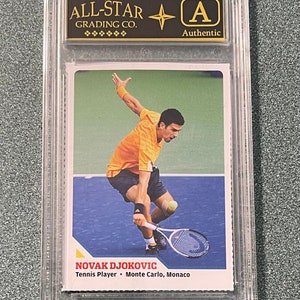 ALL-STAR
GRADING CO.
A
Authentic
NOVAK DJOKOVIC
Tennis Player • Monte Carlo, Monaco